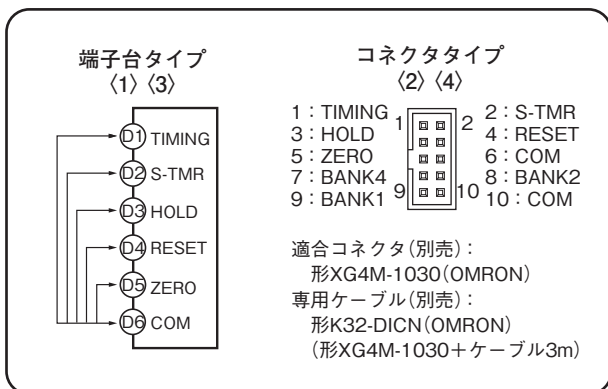 端子台タイプ
〈1〉〈3〉
D1 TIMING
D2 S-TMR
D3 HOLD
D4 RESET
D5 ZERO
D6 COM
コネクタタイプ
〈2〉〈4〉
1：TIMING 1 2 2：S-TMR
3：HOLD 4：RESET
5：ZERO 6：COM
7：BANK4 8：BANK2
9：BANK1 9 10 10：COM
適合コネクタ(別売)：
形XG4M-1030(OMRON)
専用ケーブル(別売)：
形K32-DICN(OMRON)
(形XG4M-1030＋ケーブル3m)